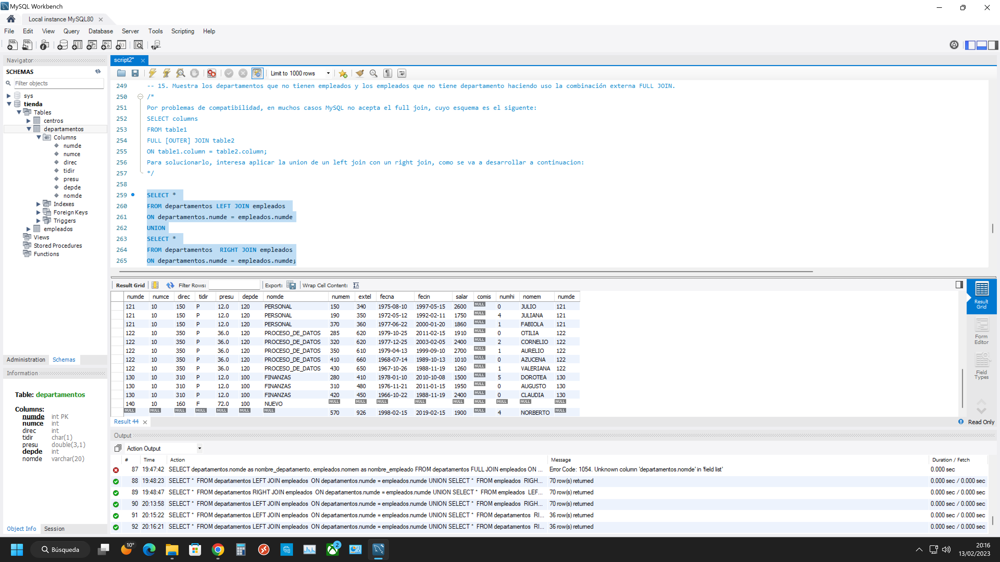 MySQL Workbench
Local instance MySQL80
File Edit View Query Database Server Tools Scripting Help
Navigator
SCHEMAS
Filter objects
sys
tienda
Tables
centros
departamentos
Columns
numde
numce
direc
tidir
presu
depde
nomde
Indexes
Foreign Keys
Triggers
empleados
Views
Stored Procedures
Functions
Administration Schemas
Information
Table: departamentos
Columns:
numde int PK
numce int
direc int
tidir char(1)
presu double(3,1)
depde int
nomde varchar(20)
Object Info Session
script2*
Limit to 1000 rows
249 -- 15. Muestra los departamentos que no tienen empleados y los empleados que no tiene departamento haciendo uso la combinación externa FULL JOIN.
250 /*
251 Por problemas de compatibilidad, en muchos casos MySQL no acepta el full join, cuyo esquema es el siguente:
252 SELECT columns
253 FROM table1
254 FULL [OUTER] JOIN table2
255 ON table1.column = table2.column;
256 Para solucionarlo, interesa aplicar la union de un left join con un right join, como se va a desarrollar a continuacion:
257 */
258
259 SELECT *
260 FROM departamentos LEFT JOIN empleados
261 ON departamentos.numde = empleados.numde
262 UNION
263 SELECT *
264 FROM departamentos  RIGHT JOIN empleados
265 ON departamentos.numde = empleados.numde;
Result Grid Filter Rows: Export: Wrap Cell Content:
numde numce direc tidir presu depde nomde numem extel fecna fecin salar comis numhi nomem numde
121 10 150 P 12.0 120 PERSONAL 150 340 1975-08-10 1997-05-15 2600 NULL 0 JULIO 121
121 10 150 P 12.0 120 PERSONAL 190 350 1972-05-12 1992-02-11 1750 NULL 4 JULIANA 121
121 10 150 P 12.0 120 PERSONAL 370 360 1977-06-22 2000-01-20 1860 NULL 1 FABIOLA 121
122 10 350 P 36.0 120 PROCESO_DE_DATOS 285 620 1979-10-25 2011-02-15 1910 NULL 0 OTILIA 122
122 10 350 P 36.0 120 PROCESO_DE_DATOS 320 620 1977-12-25 2003-02-05 2400 NULL 2 CORNELIO 122
122 10 350 P 36.0 120 PROCESO_DE_DATOS 350 610 1979-04-13 1999-09-10 2700 NULL 1 AURELIO 122
122 10 350 P 36.0 120 PROCESO_DE_DATOS 410 660 1968-07-14 1989-10-13 1010 NULL 0 AZUCENA 122
122 10 350 P 36.0 120 PROCESO_DE_DATOS 430 650 1967-10-26 1988-11-19 1260 NULL 1 VALERIANA 122
130 10 310 P 12.0 100 FINANZAS 280 410 1978-01-10 2010-10-08 1500 NULL 5 DOROTEA 130
130 10 310 P 12.0 100 FINANZAS 310 480 1976-11-21 2011-01-15 1950 NULL 0 AUGUSTO 130
130 10 310 P 12.0 100 FINANZAS 420 450 1966-10-22 1988-11-19 2400 NULL 0 CLAUDIA 130
140 10 160 F 72.0 100 NUEVO NULL NULL NULL NULL NULL NULL NULL NULL NULL
NULL NULL NULL NULL NULL NULL NULL 570 926 1998-02-15 2019-02-15 1900 NULL 4 NORBERTO NULL
Result Grid
Form Editor
Field Types
Result 44
Read Only
Output
Action Output
# Time Action Message Duration / Fetch
87 19:47:42 SELECT departamentos.nomde as nombre_departamento, empleados.nomem as nombre_empleado FROM departamentos FULL JOIN empleados ON ... Error Code: 1054. Unknown column 'departamentos.nomde' in 'field list' 0.000 sec
88 19:48:23 SELECT * FROM departamentos LEFT JOIN empleados ON departamentos.numde = empleados.numde UNION SELECT * FROM empleados RIGH... 70 row(s) returned 0.000 sec / 0.000 sec
89 19:48:47 SELECT * FROM departamentos RIGHT JOIN empleados ON departamentos.numde = empleados.numde UNION SELECT * FROM empleados LEF... 70 row(s) returned 0.000 sec / 0.000 sec
90 20:13:58 SELECT * FROM departamentos LEFT JOIN empleados ON departamentos.numde = empleados.numde UNION SELECT * FROM empleados RIGH... 70 row(s) returned 0.000 sec / 0.000 sec
91 20:15:22 SELECT * FROM departamentos LEFT JOIN empleados ON departamentos.numde = empleados.numde UNION SELECT * FROM departamentos RI... 36 row(s) returned 0.000 sec / 0.000 sec
92 20:16:21 SELECT * FROM departamentos LEFT JOIN empleados ON departamentos.numde = empleados.numde UNION SELECT * FROM departamentos RI... 36 row(s) returned 0.000 sec / 0.000 sec
Búsqueda
10°
2
20:16
13/02/2023